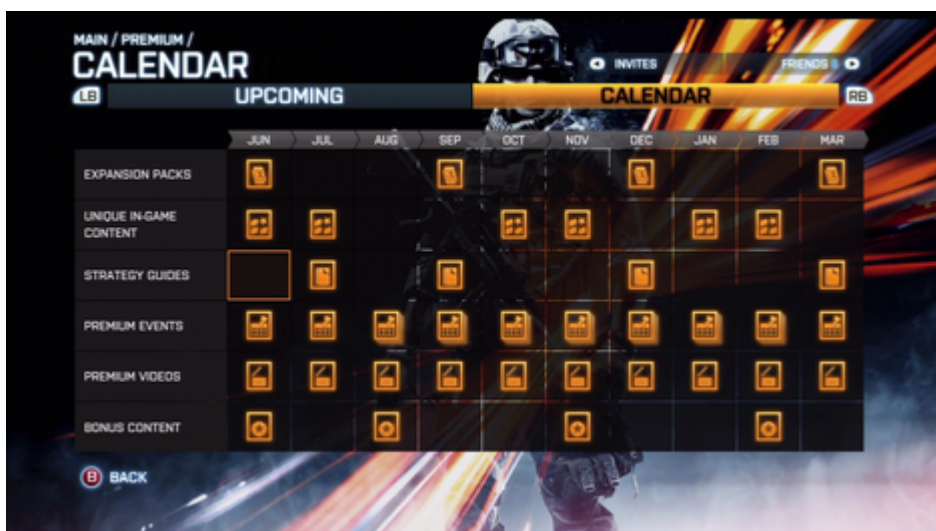 MAIN / PREMIUM /
CALENDAR
INVITES
FRIENDS 8
LB
UPCOMING
CALENDAR
RB
JUN JUL AUG SEP OCT NOV DEC JAN FEB MAR
EXPANSION PACKS
UNIQUE IN-GAME
CONTENT
STRATEGY GUIDES
PREMIUM EVENTS
PREMIUM VIDEOS
BONUS CONTENT
B BACK